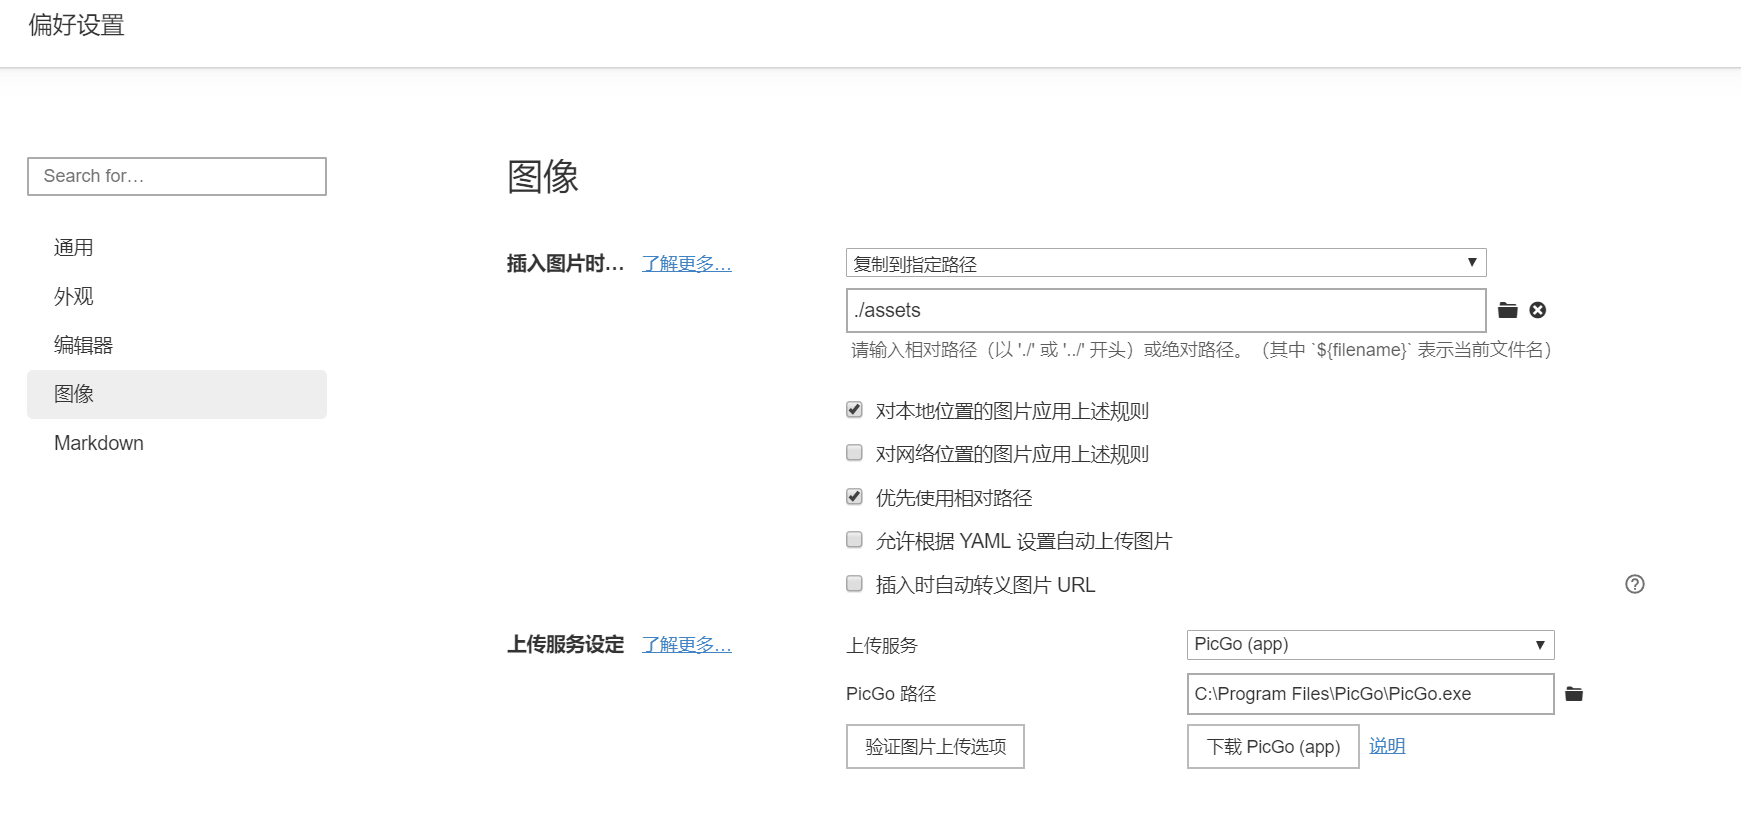 偏好设置
Search for…
通用
外观
编辑器
图像
Markdown
图像
插入图片时… 了解更多… 复制到指定路径
./assets
请输入相对路径（以 './' 或 '../' 开头）或绝对路径。（其中 `${filename}` 表示当前文件名）
对本地位置的图片应用上述规则
对网络位置的图片应用上述规则
优先使用相对路径
允许根据 YAML 设置自动上传图片
插入时自动转义图片 URL
上传服务设定 了解更多… 上传服务 PicGo (app)
PicGo 路径 C:\Program Files\PicGo\PicGo.exe
验证图片上传选项 下载 PicGo (app) 说明